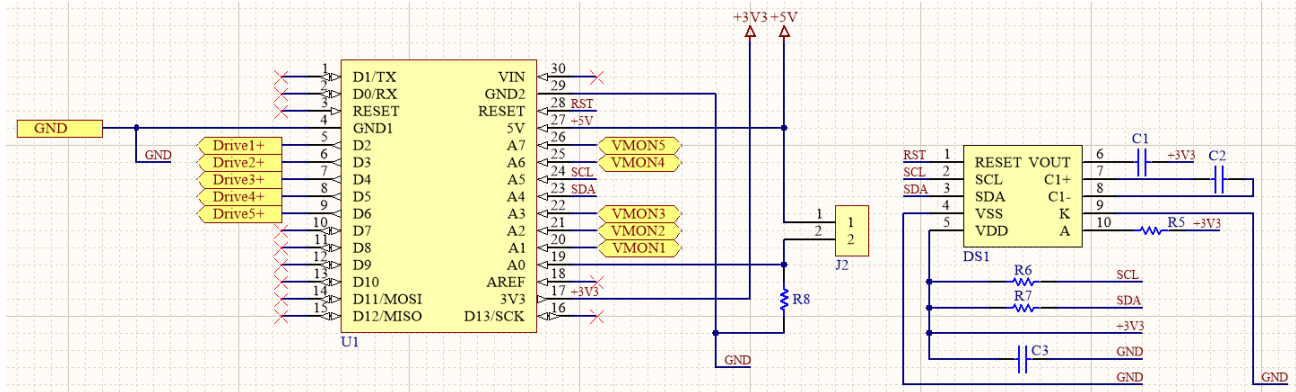 +3V3 +5V
GND
GND
1 D1/TX VIN 30
2 D0/RX GND2 29
3 RESET RESET 28 RST
4 GND1 5V 27 +5V
Drive1+ 5 D2 A7 26 VMON5
Drive2+ 6 D3 A6 25 VMON4
Drive3+ 7 D4 A5 24 SCL
Drive4+ 8 D5 A4 23 SDA
Drive5+ 9 D6 A3 22 VMON3
10 D7 A2 21 VMON2
11 D8 A1 20 VMON1
12 D9 A0 19
13 D10 AREF 18
14 D11/MOSI 3V3 17 +3V3
15 D12/MISO D13/SCK 16
U1
1 1
2 2
J2
R8
GND
C1
C2
RST 1 RESET VOUT 6 +3V3
SCL 2 SCL C1+ 7
SDA 3 SDA C1- 8
4 VSS K 9
5 VDD A 10 R5 +3V3
DS1
R6 SCL
R7 SDA
+3V3
C3 GND
GND
GND